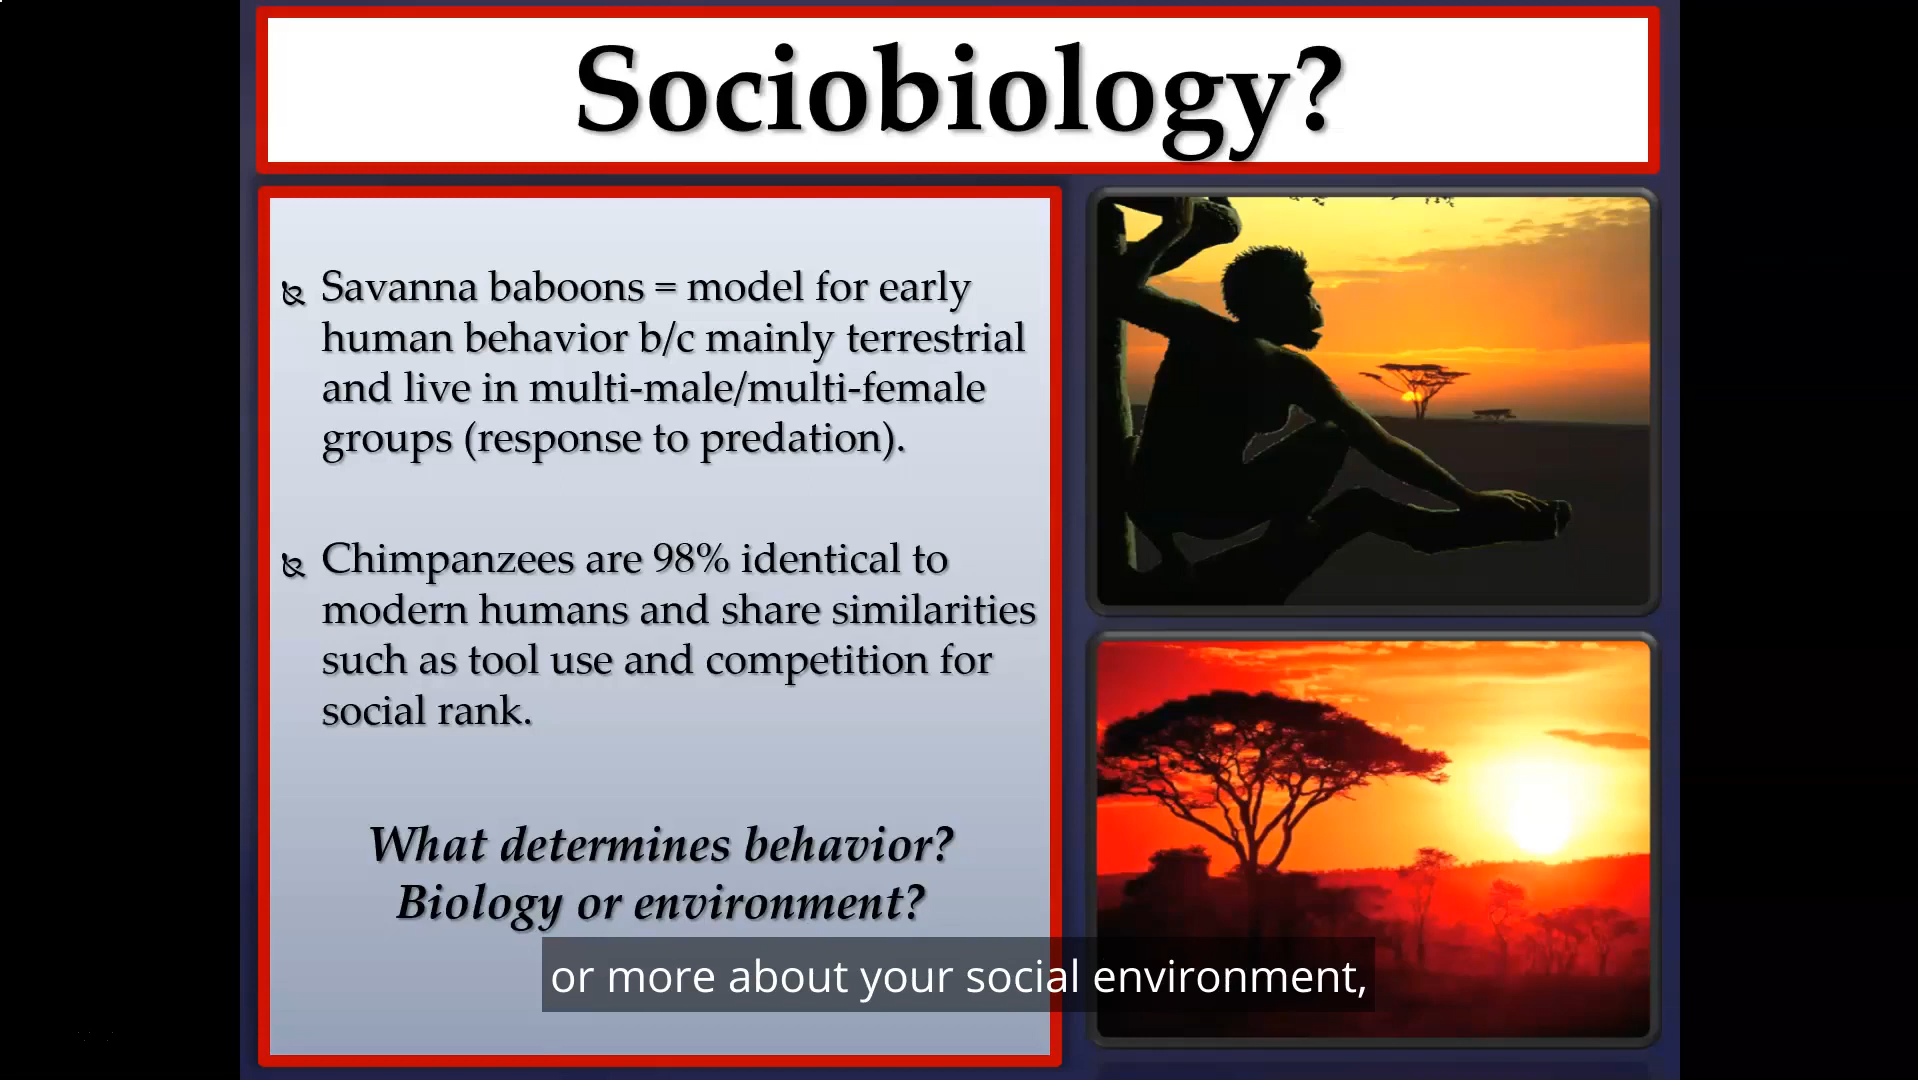 Sociobiology?
Savanna baboons = model for early
human behavior b/c mainly terrestrial
and live in multi-male/multi-female
groups (response to predation).
Chimpanzees are 98% identical to
modern humans and share similarities
such as tool use and competition for
social rank.
What determines behavior?
Biology or environment?
or more about your social environment,